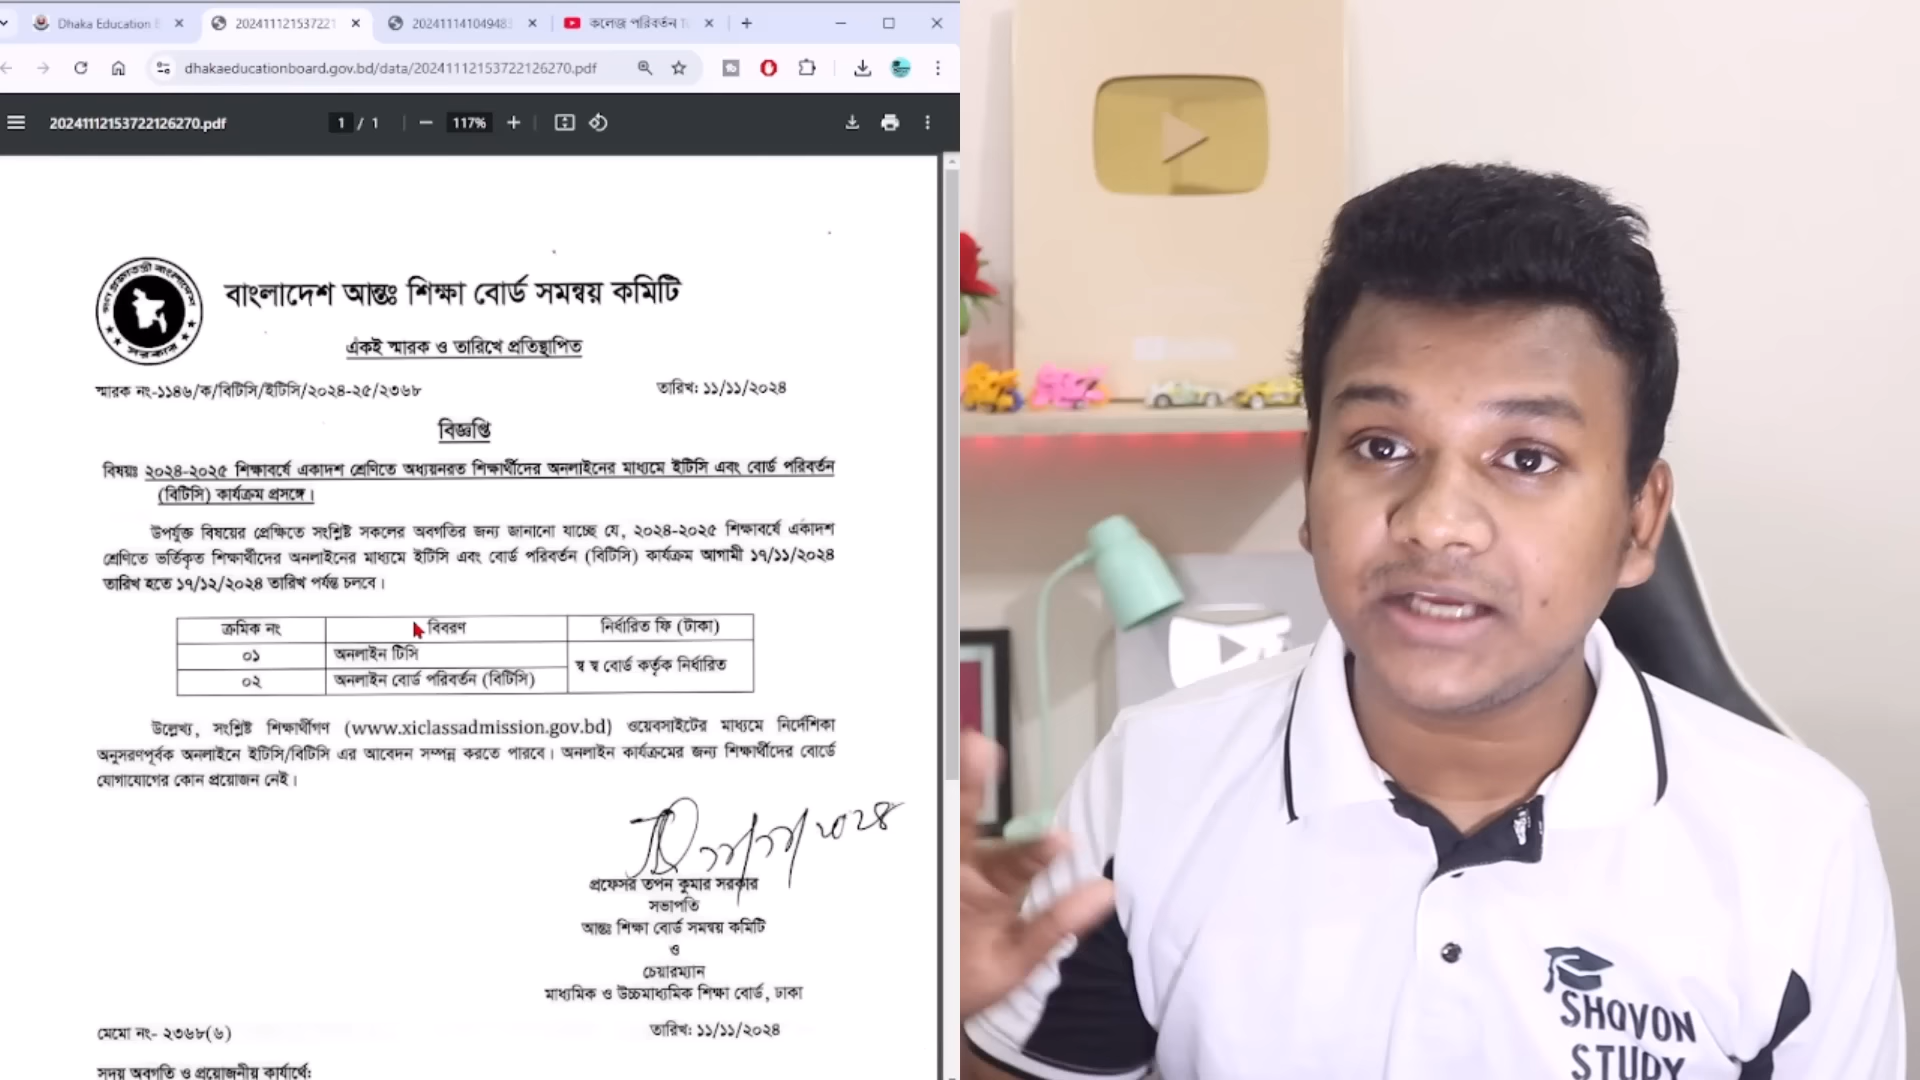 Dhaka Education E
202411121537221
20241114104948
কলেজ পরিবর্তন
dhakaeducationboard.gov.bd/data/20241112153722126270.pdf
20241112153722126270.pdf
1 / 1
117%
বাংলাদেশ আন্তঃ শিক্ষা বোর্ড সমন্বয় কমিটি
একই স্মারক ও তারিখে প্রতিস্থাপিত
স্মারক নং-১১৪৬/ক/বিটিসি/ইটিসি/২০২৪-২৫/২৩৬৮
তারিখ: ১১/১১/২০২৪
বিজ্ঞপ্তি
বিষয়ঃ ২০২৪-২০২৫ শিক্ষাবর্ষে একাদশ শ্রেণিতে অধ্যয়নরত শিক্ষার্থীদের অনলাইনের মাধ্যমে ইটিসি এবং বোর্ড পরিবর্তন
(বিটিসি) কার্যক্রম প্রসঙ্গে।
উপর্যুক্ত বিষয়ের প্রেক্ষিতে সংশ্লিষ্ট সকলের অবগতির জন্য জানানো যাচ্ছে যে, ২০২৪-২০২৫ শিক্ষাবর্ষে একাদশ
শ্রেণিতে ভর্তিকৃত শিক্ষার্থীদের অনলাইনের মাধ্যমে ইটিসি এবং বোর্ড পরিবর্তন (বিটিসি) কার্যক্রম আগামী ১৭/১১/২০২৪
তারিখ হতে ১৭/১২/২০২৪ তারিখ পর্যন্ত চলবে।
ক্রমিক নং
বিবরণ
নির্ধারিত ফি (টাকা)
০১
অনলাইন টিসি
স্ব স্ব বোর্ড কর্তৃক নির্ধারিত
০২
অনলাইন বোর্ড পরিবর্তন (বিটিসি)
উল্লেখ্য, সংশ্লিষ্ট শিক্ষার্থীগণ (www.xiclassadmission.gov.bd) ওয়েবসাইটের মাধ্যমে নির্দেশিকা
অনুসরণপূর্বক অনলাইনে ইটিসি/বিটিসি এর আবেদন সম্পন্ন করতে পারবে। অনলাইন কার্যক্রমের জন্য শিক্ষার্থীদের বোর্ডে
যোগাযোগের কোন প্রয়োজন নেই।
১১/১১/২০২৪
প্রফেসর তপন কুমার সরকার
সভাপতি
আন্তঃ শিক্ষা বোর্ড সমন্বয় কমিটি
ও
চেয়ারম্যান
মাধ্যমিক ও উচ্চমাধ্যমিক শিক্ষা বোর্ড, ঢাকা
মেমো নং- ২৩৬৮(৬)
তারিখ: ১১/১১/২০২৪
সদয় অবগতি ও প্রয়োজনীয় কার্যার্থে:
SHOVON
STUDY